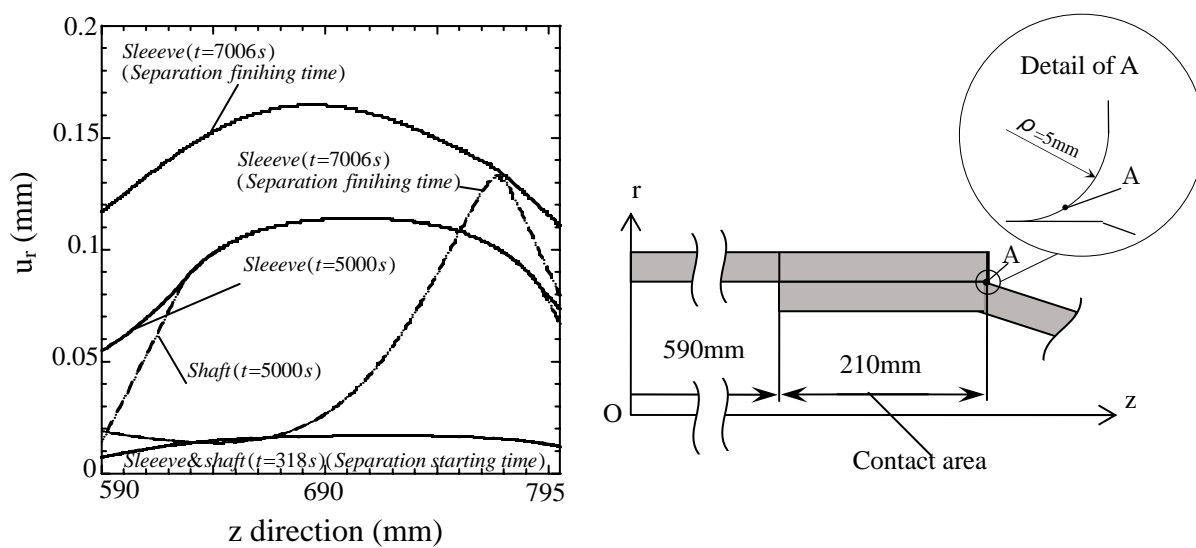 0.2
0.15
0.1
0.05
0
u_r (mm)
Sleeeve(t=7006s)
(Separation finihing time)
Sleeeve(t=7006s)
(Separation finihing time)
Sleeeve(t=5000s)
Shaft(t=5000s)
Sleeeve&shaft(t=318s)(Separation starting time)
590
690
795
z direction (mm)
Detail of A
ρ=5mm
A
r
A
590mm
210mm
O
z
Contact area